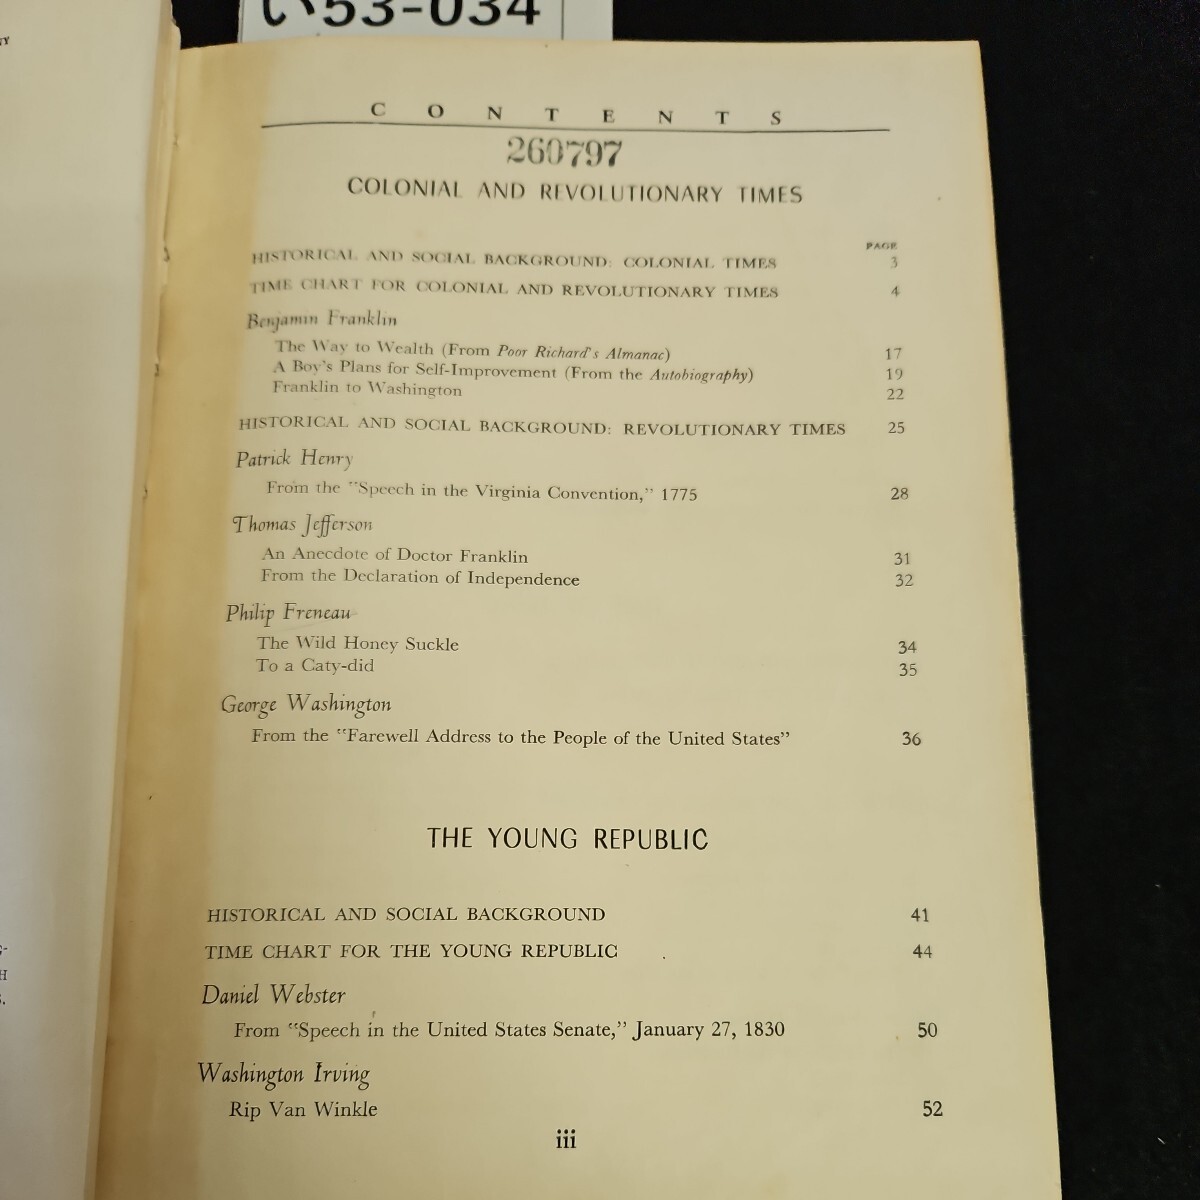 い53-034
CONTENTS
260797
COLONIAL AND REVOLUTIONARY TIMES
PAGE
HISTORICAL AND SOCIAL BACKGROUND: COLONIAL TIMES 3
TIME CHART FOR COLONIAL AND REVOLUTIONARY TIMES 4
Benjamin Franklin
The Way to Wealth (From Poor Richard's Almanac) 17
A Boy's Plans for Self-Improvement (From the Autobiography) 19
Franklin to Washington 22
HISTORICAL AND SOCIAL BACKGROUND: REVOLUTIONARY TIMES 25
Patrick Henry
From the "Speech in the Virginia Convention," 1775 28
Thomas Jefferson
An Anecdote of Doctor Franklin 31
From the Declaration of Independence 32
Philip Freneau
The Wild Honey Suckle 34
To a Caty-did 35
George Washington
From the "Farewell Address to the People of the United States" 36
THE YOUNG REPUBLIC
HISTORICAL AND SOCIAL BACKGROUND 41
TIME CHART FOR THE YOUNG REPUBLIC 44
Daniel Webster
From "Speech in the United States Senate," January 27, 1830 50
Washington Irving
Rip Van Winkle 52
iii